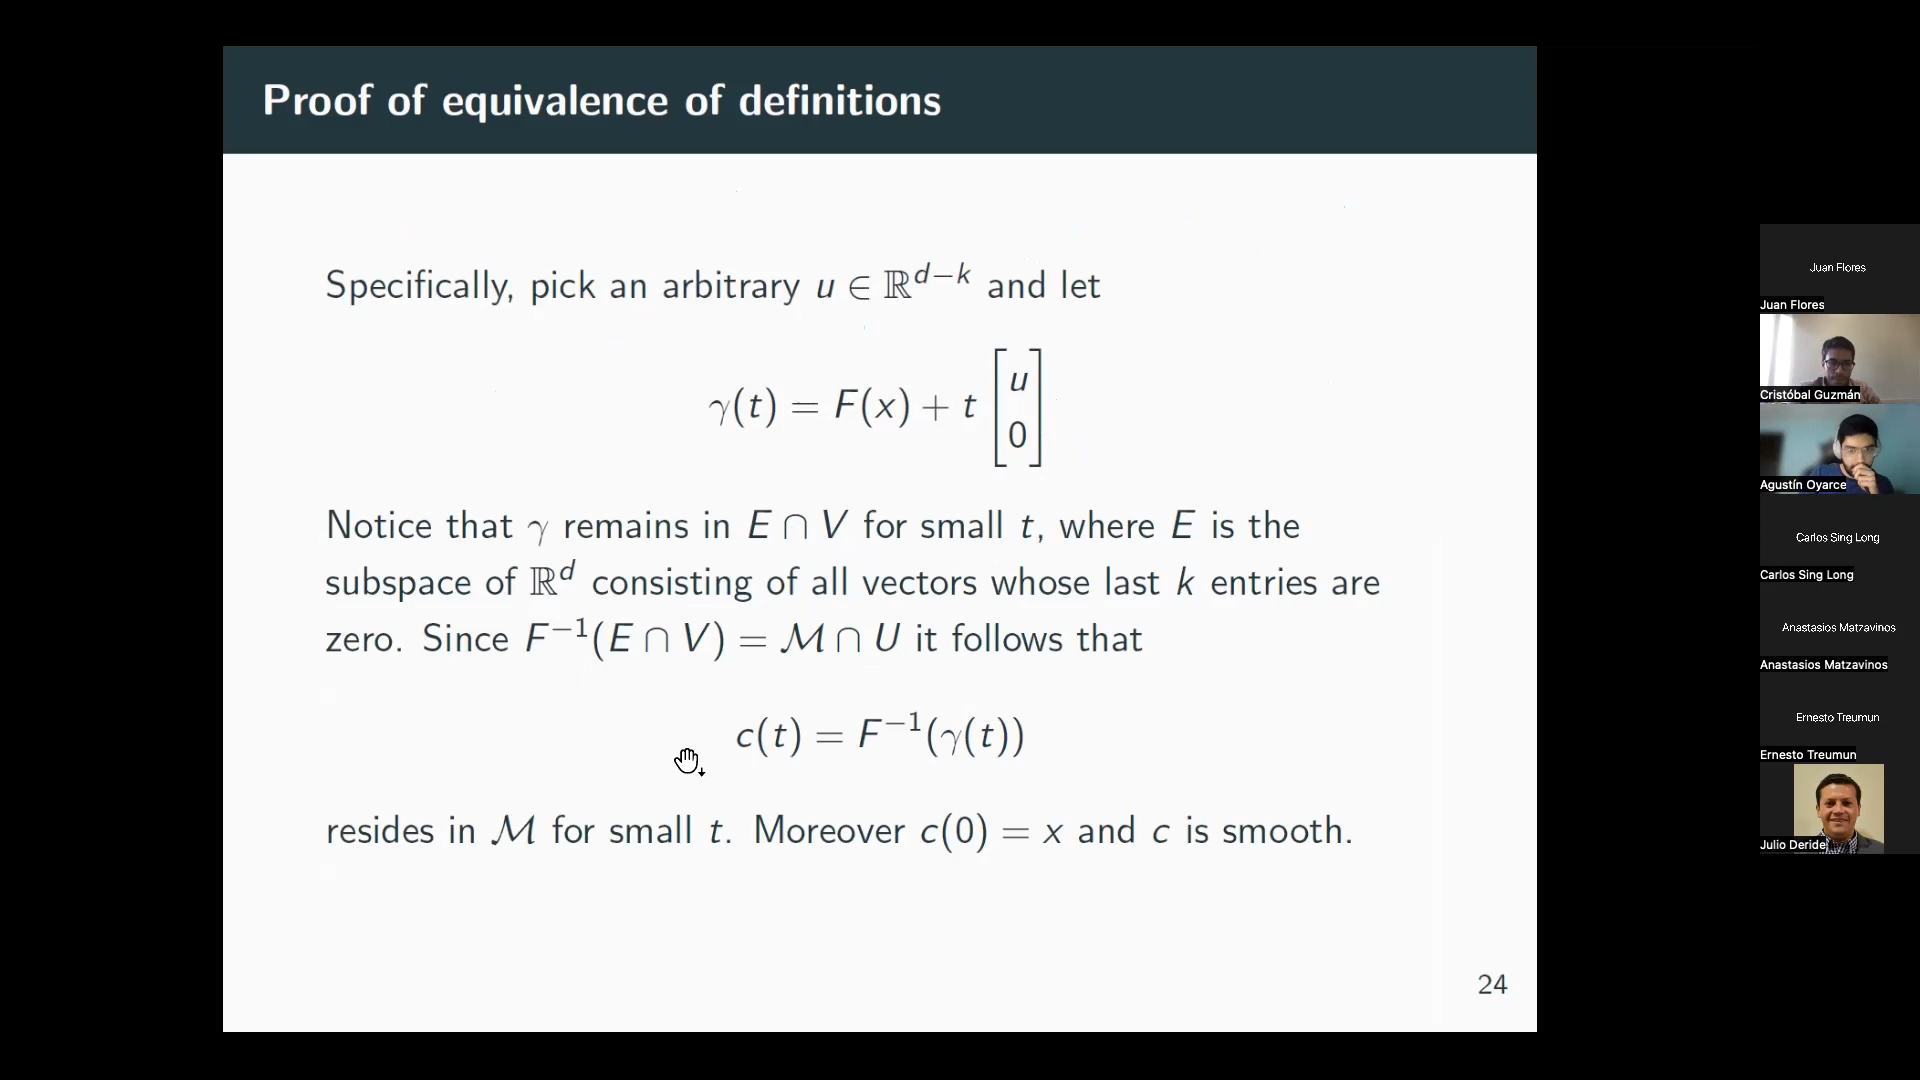 Proof of equivalence of definitions
Specifically, pick an arbitrary u ∈ ℝ^{d−k} and let
γ(t) = F(x) + t [u 0]
Notice that γ remains in E ∩ V for small t, where E is the
subspace of ℝ^d consisting of all vectors whose last k entries are
zero. Since F^{−1}(E ∩ V) = ℳ ∩ U it follows that
c(t) = F^{−1}(γ(t))
resides in ℳ for small t. Moreover c(0) = x and c is smooth.
24
Juan Flores
Juan Flores
Cristóbal Guzmán
Agustín Oyarce
Carlos Sing Long
Carlos Sing Long
Anastasios Matzavinos
Anastasios Matzavinos
Ernesto Treumun
Ernesto Treumun
Julio Deride